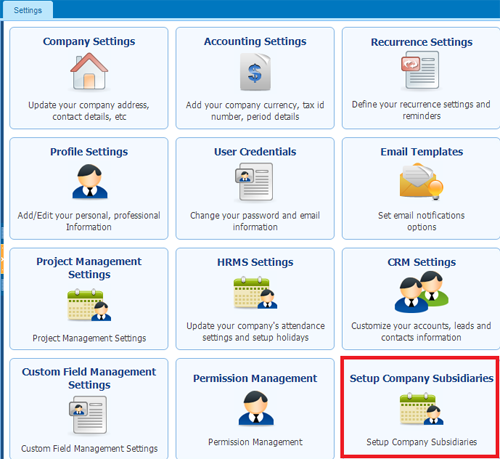 Settings
Company Settings
Update your company address,
contact details, etc
Accounting Settings
Add your company currency, tax id
number, period details
Recurrence Settings
Define your recurrence settings and
reminders
Profile Settings
Add/Edit your personal, professional
Information
User Credentials
Change your password and email
information
Email Templates
Set email notifications
options
Project Management
Settings
Project Management Settings
HRMS Settings
Update your company's attendance
settings and setup holidays
CRM Settings
Customize your accounts, leads and
contacts information
Custom Field Management
Settings
Custom Field Management Settings
Permission Management
Permission Management
Setup Company Subsidiaries
Setup Company Subsidiaries